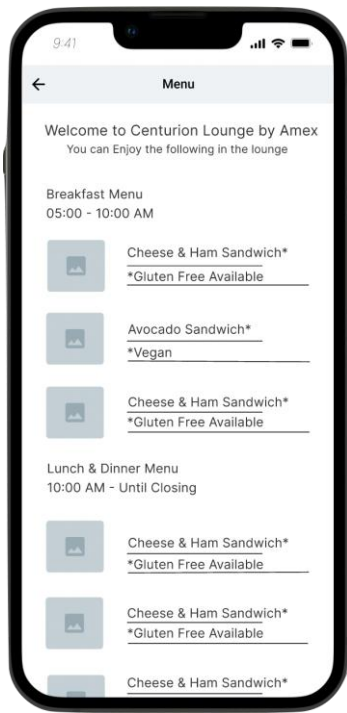 9:41
Menu
Welcome to Centurion Lounge by Amex
You can Enjoy the following in the lounge
Breakfast Menu
05:00 - 10:00 AM
Cheese & Ham Sandwich*
*Gluten Free Available
Avocado Sandwich*
*Vegan
Cheese & Ham Sandwich*
*Gluten Free Available
Lunch & Dinner Menu
10:00 AM - Until Closing
Cheese & Ham Sandwich*
*Gluten Free Available
Cheese & Ham Sandwich*
*Gluten Free Available
Cheese & Ham Sandwich*